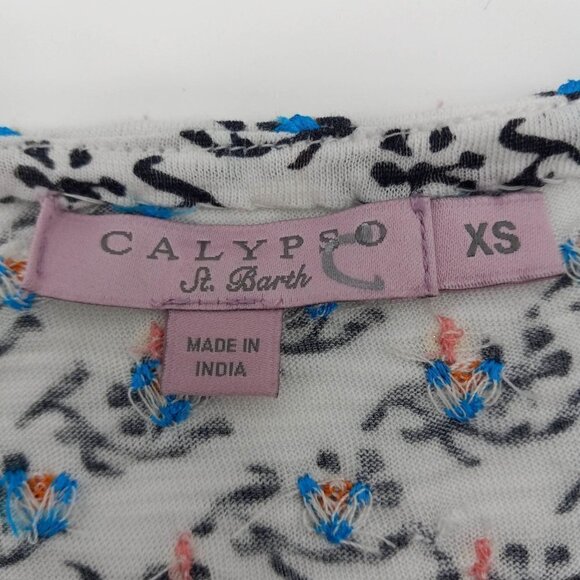 CALYPSO
St. Barth
XS
MADE IN
INDIA